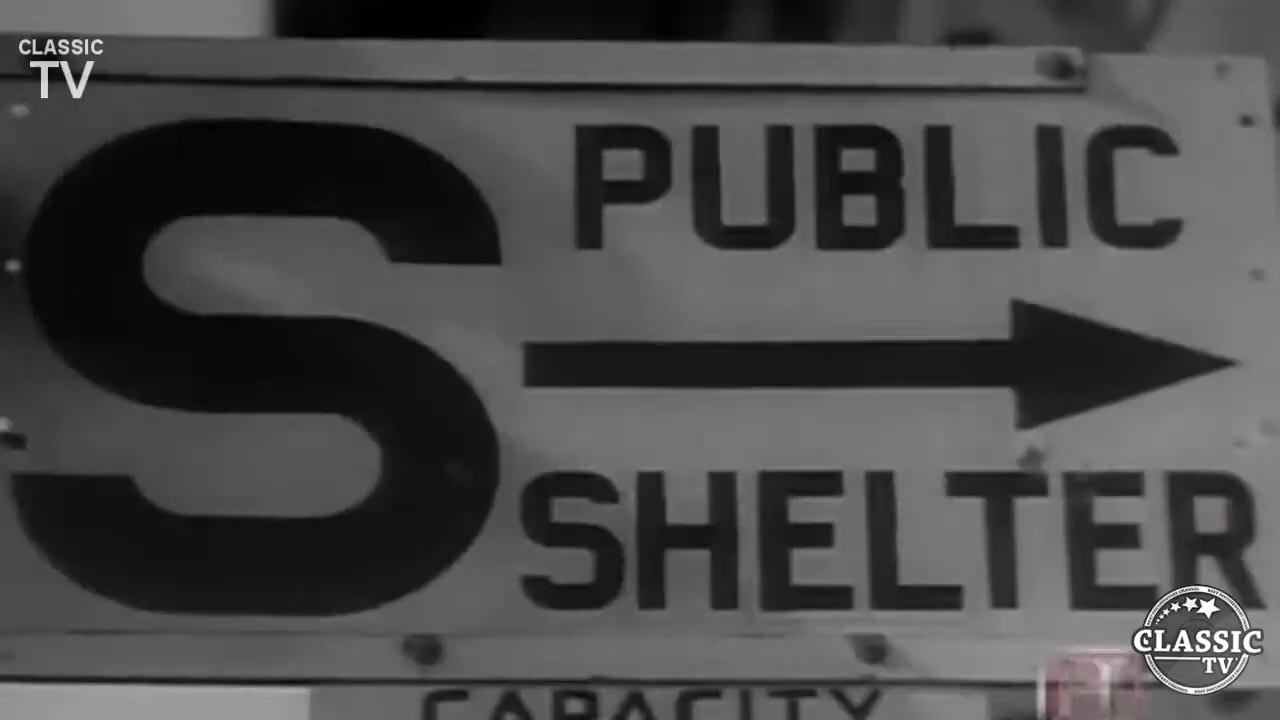 CLASSIC
TV
S
PUBLIC
SHELTER
CAPACITY
CLASSIC
TV